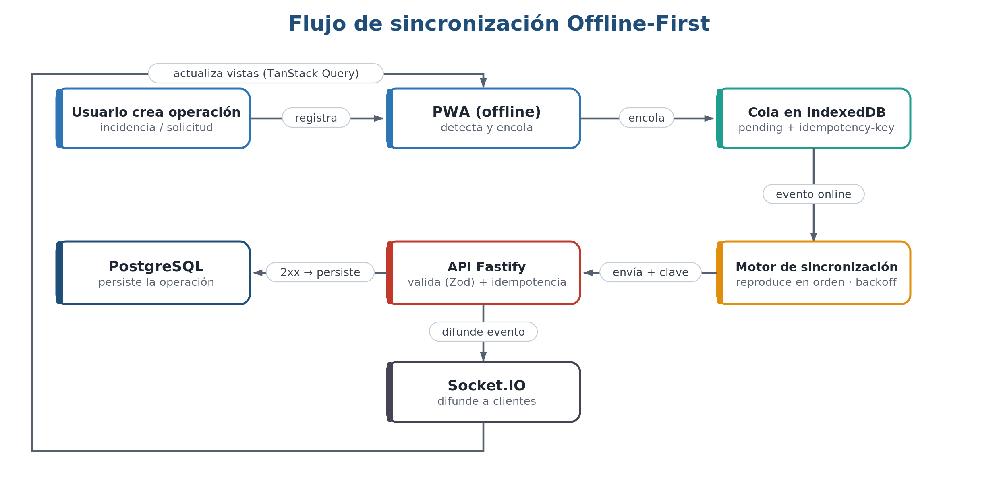 Flujo de sincronización Offline-First
actualiza vistas (TanStack Query)
Usuario crea operación
incidencia / solicitud
registra
PWA (offline)
detecta y encola
encola
Cola en IndexedDB
pending + idempotency-key
evento online
PostgreSQL
persiste la operación
2xx → persiste
API Fastify
valida (Zod) + idempotencia
envía + clave
Motor de sincronización
reproduce en orden · backoff
difunde evento
Socket.IO
difunde a clientes